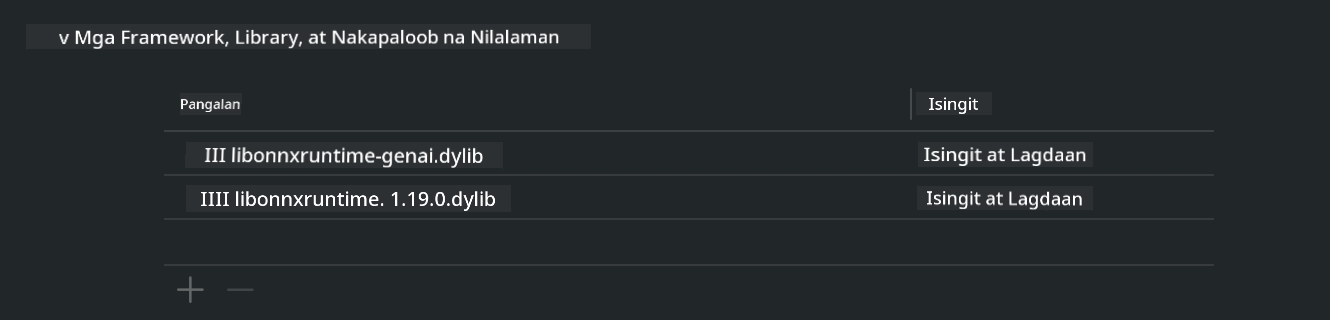 v Mga Framework, Library, at Nakapaloob na Nilalaman
Pangalan Isingit
III libonnxruntime-genai.dylib Isingit at Lagdaan
IIII libonnxruntime. 1.19.0.dylib Isingit at Lagdaan